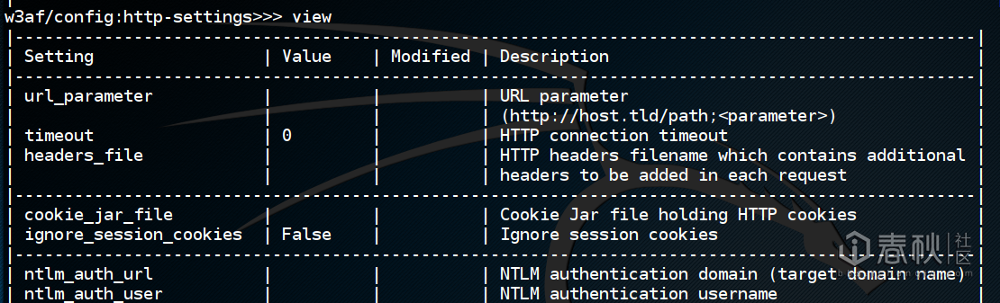 w3af/config:http-settings>>> view
|-----------------------------------------------------------------------------------------------|
| Setting                | Value    | Modified | Description                                    |
|-----------------------------------------------------------------------------------------------|
| url_parameter          |          |          | URL parameter                                  |
|                        |          |          | (http://host.tld/path;<parameter>)             |
| timeout                | 0        |          | HTTP connection timeout                        |
| headers_file           |          |          | HTTP headers filename which contains additional |
|                        |          |          | headers to be added in each request            |
|-----------------------------------------------------------------------------------------------|
| cookie_jar_file        |          |          | Cookie Jar file holding HTTP cookies           |
| ignore_session_cookies | False    |          | Ignore session cookies                         |
|-----------------------------------------------------------------------------------------------|
| ntlm_auth_url          |          |          | NTLM authentication domain (target domain name) |
| ntlm_auth_user         |          |          | NTLM authentication username                   |
春秋 社区